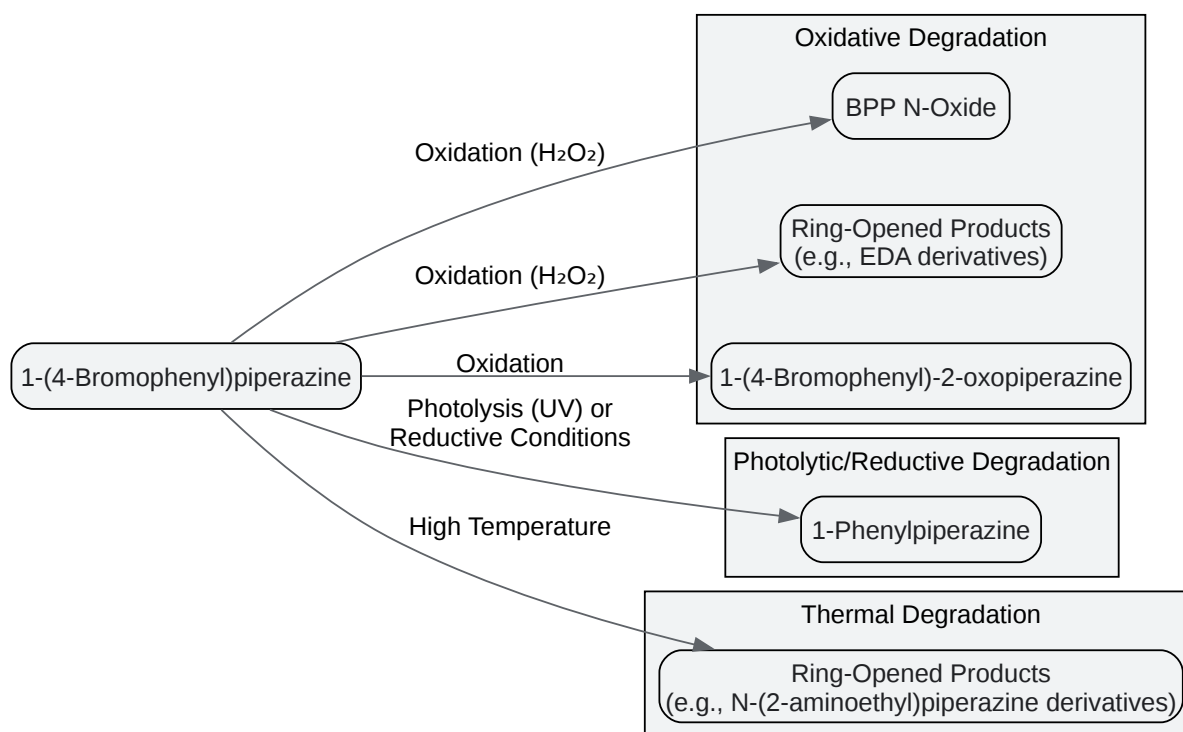 Oxidative Degradation
BPP N-Oxide
Oxidation (H₂O₂)
Ring-Opened Products
(e.g., EDA derivatives)
Oxidation (H₂O₂)
1-(4-Bromophenyl)piperazine
Oxidation
1-(4-Bromophenyl)-2-oxopiperazine
Photolysis (UV) or
Reductive Conditions
Photolytic/Reductive Degradation
1-Phenylpiperazine
High Temperature
Thermal Degradation
Ring-Opened Products
(e.g., N-(2-aminoethyl)piperazine derivatives)